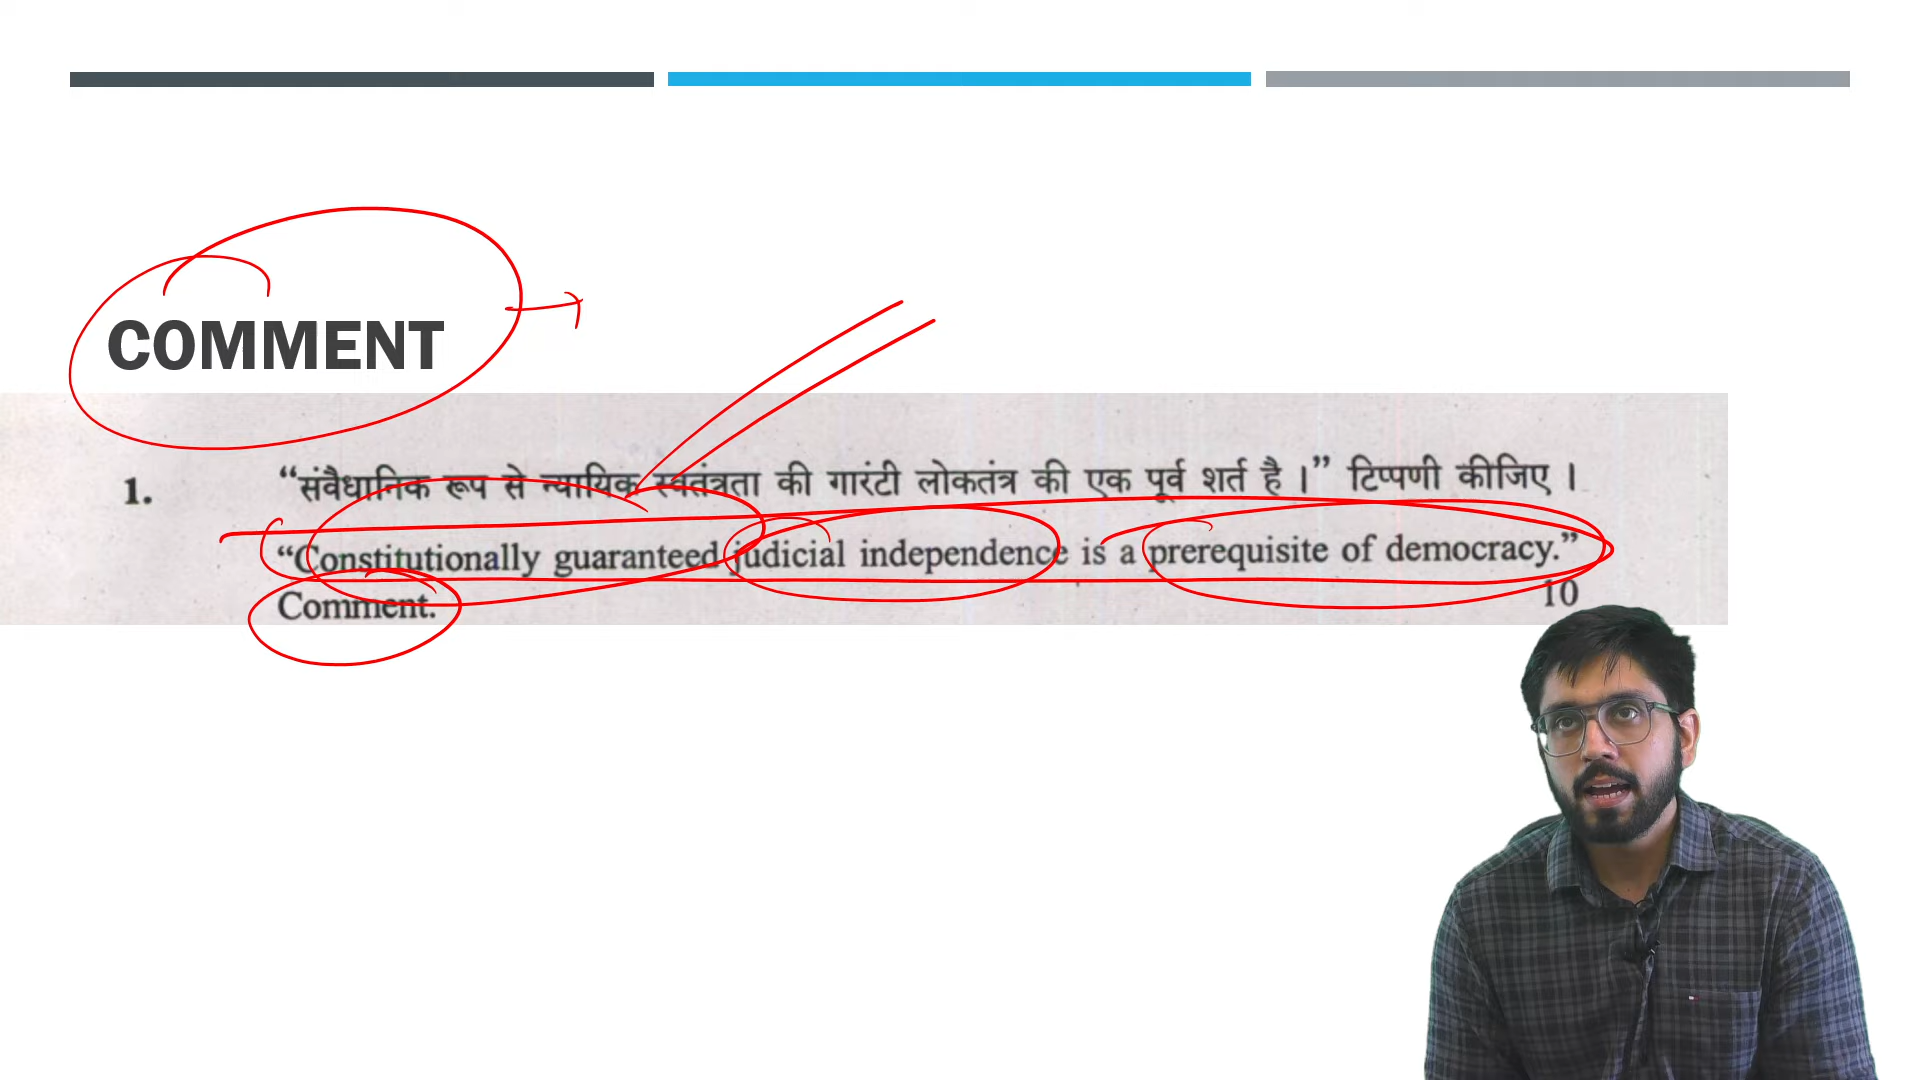 COMMENT
1. “संवैधानिक रूप से न्यायिक स्वतंत्रता की गारंटी लोकतंत्र की एक पूर्व शर्त है ।” टिप्पणी कीजिए ।
“Constitutionally guaranteed judicial independence is a prerequisite of democracy.”
Comment. 10